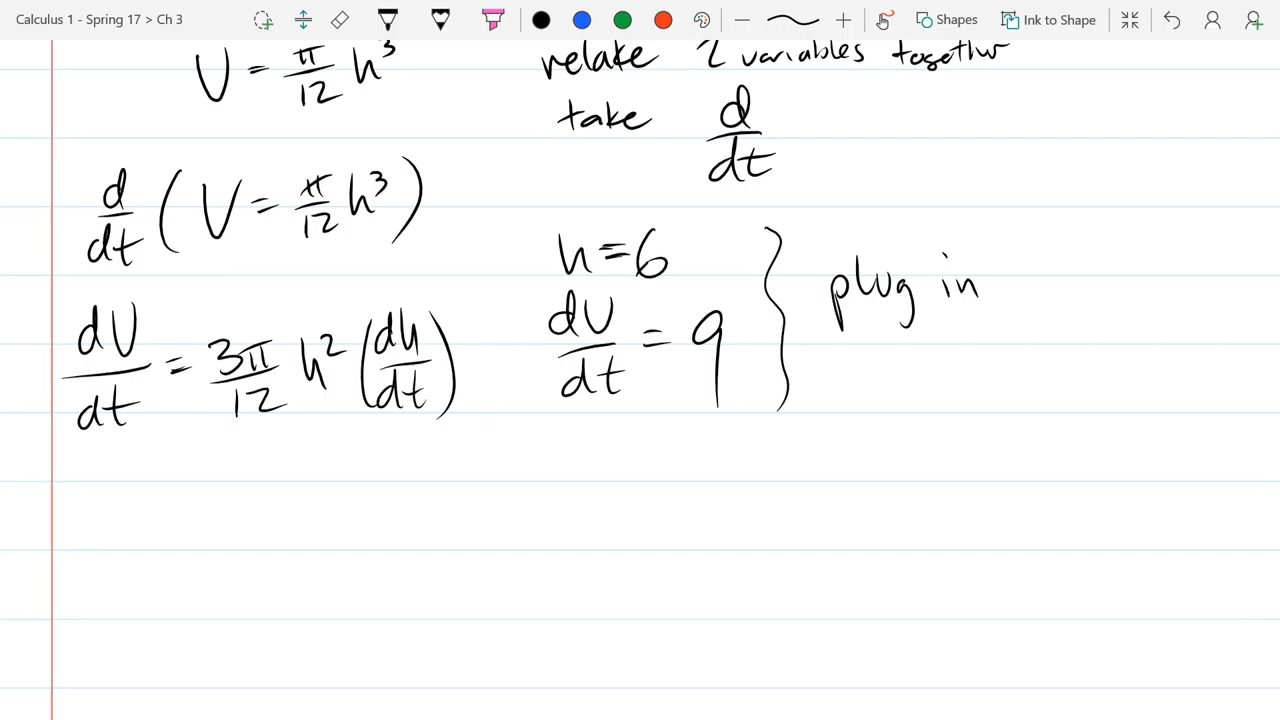 Calculus 1 - Spring 17 > Ch 3
Shapes
Ink to Shape
V = π/12 h³
relate 2 variables together
take d/dt
d/dt ( V = π/12 h³ )
h = 6
dV/dt = 9
plug in
dV/dt = 3π/12 h² (dh/dt)